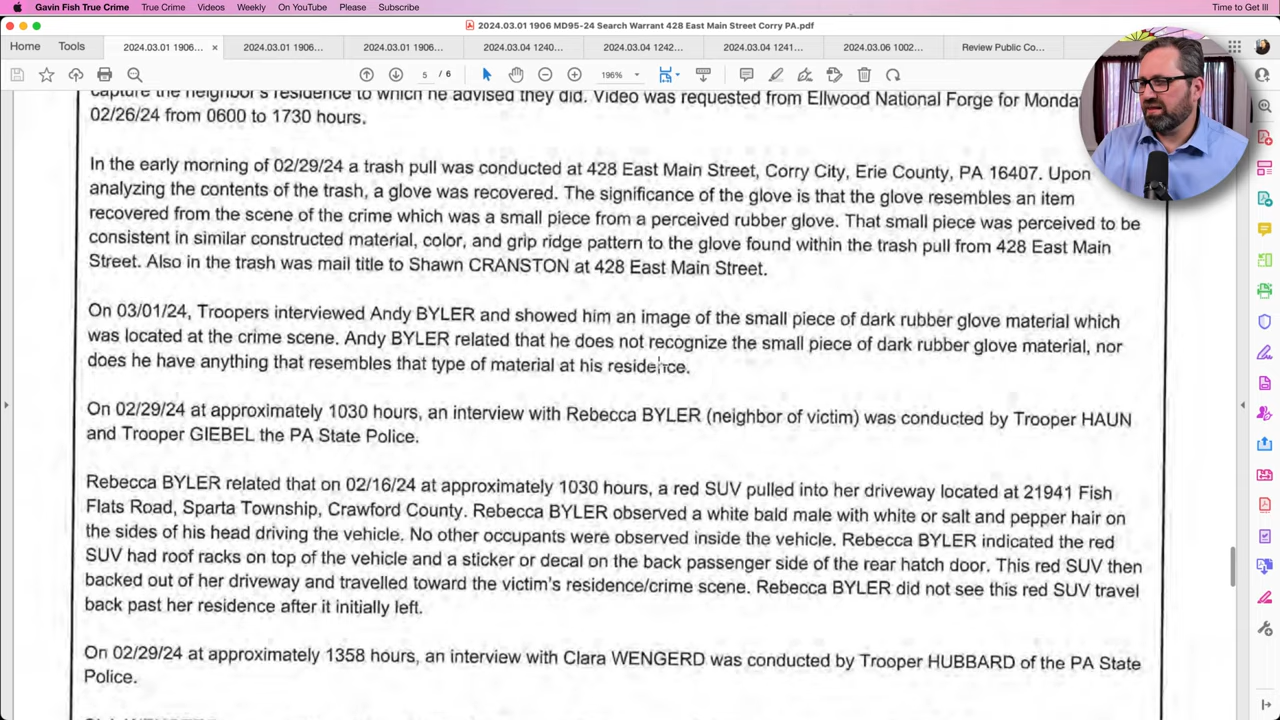 Gavin Fish True Crime True Crime Videos Weekly On YouTube Please Subscribe Time to Get Ill
2024.03.01 1906 MD95-24 Search Warrant 428 East Main Street Corry PA.pdf
Home Tools 2024.03.01 1906... × 2024.03.01 1906... 2024.03.01 1906... 2024.03.04 1240... 2024.03.04 1242... 2024.03.04 1241... 2024.03.06 1002... Review Public Co...
5 / 6 196%
capture the neighbor's residence to which he advised they did. Video was requested from Ellwood National Forge for Monda
02/26/24 from 0600 to 1730 hours.
In the early morning of 02/29/24 a trash pull was conducted at 428 East Main Street, Corry City, Erie County, PA 16407. Upon
analyzing the contents of the trash, a glove was recovered. The significance of the glove is that the glove resembles an item
recovered from the scene of the crime which was a small piece from a perceived rubber glove. That small piece was perceived to be
consistent in similar constructed material, color, and grip ridge pattern to the glove found within the trash pull from 428 East Main
Street. Also in the trash was mail title to Shawn CRANSTON at 428 East Main Street.
On 03/01/24, Troopers interviewed Andy BYLER and showed him an image of the small piece of dark rubber glove material which
was located at the crime scene. Andy BYLER related that he does not recognize the small piece of dark rubber glove material, nor
does he have anything that resembles that type of material at his residence.
On 02/29/24 at approximately 1030 hours, an interview with Rebecca BYLER (neighbor of victim) was conducted by Trooper HAUN
and Trooper GIEBEL the PA State Police.
Rebecca BYLER related that on 02/16/24 at approximately 1030 hours, a red SUV pulled into her driveway located at 21941 Fish
Flats Road, Sparta Township, Crawford County. Rebecca BYLER observed a white bald male with white or salt and pepper hair on
the sides of his head driving the vehicle. No other occupants were observed inside the vehicle. Rebecca BYLER indicated the red
SUV had roof racks on top of the vehicle and a sticker or decal on the back passenger side of the rear hatch door. This red SUV then
backed out of her driveway and travelled toward the victim's residence/crime scene. Rebecca BYLER did not see this red SUV travel
back past her residence after it initially left.
On 02/29/24 at approximately 1358 hours, an interview with Clara WENGERD was conducted by Trooper HUBBARD of the PA State
Police.